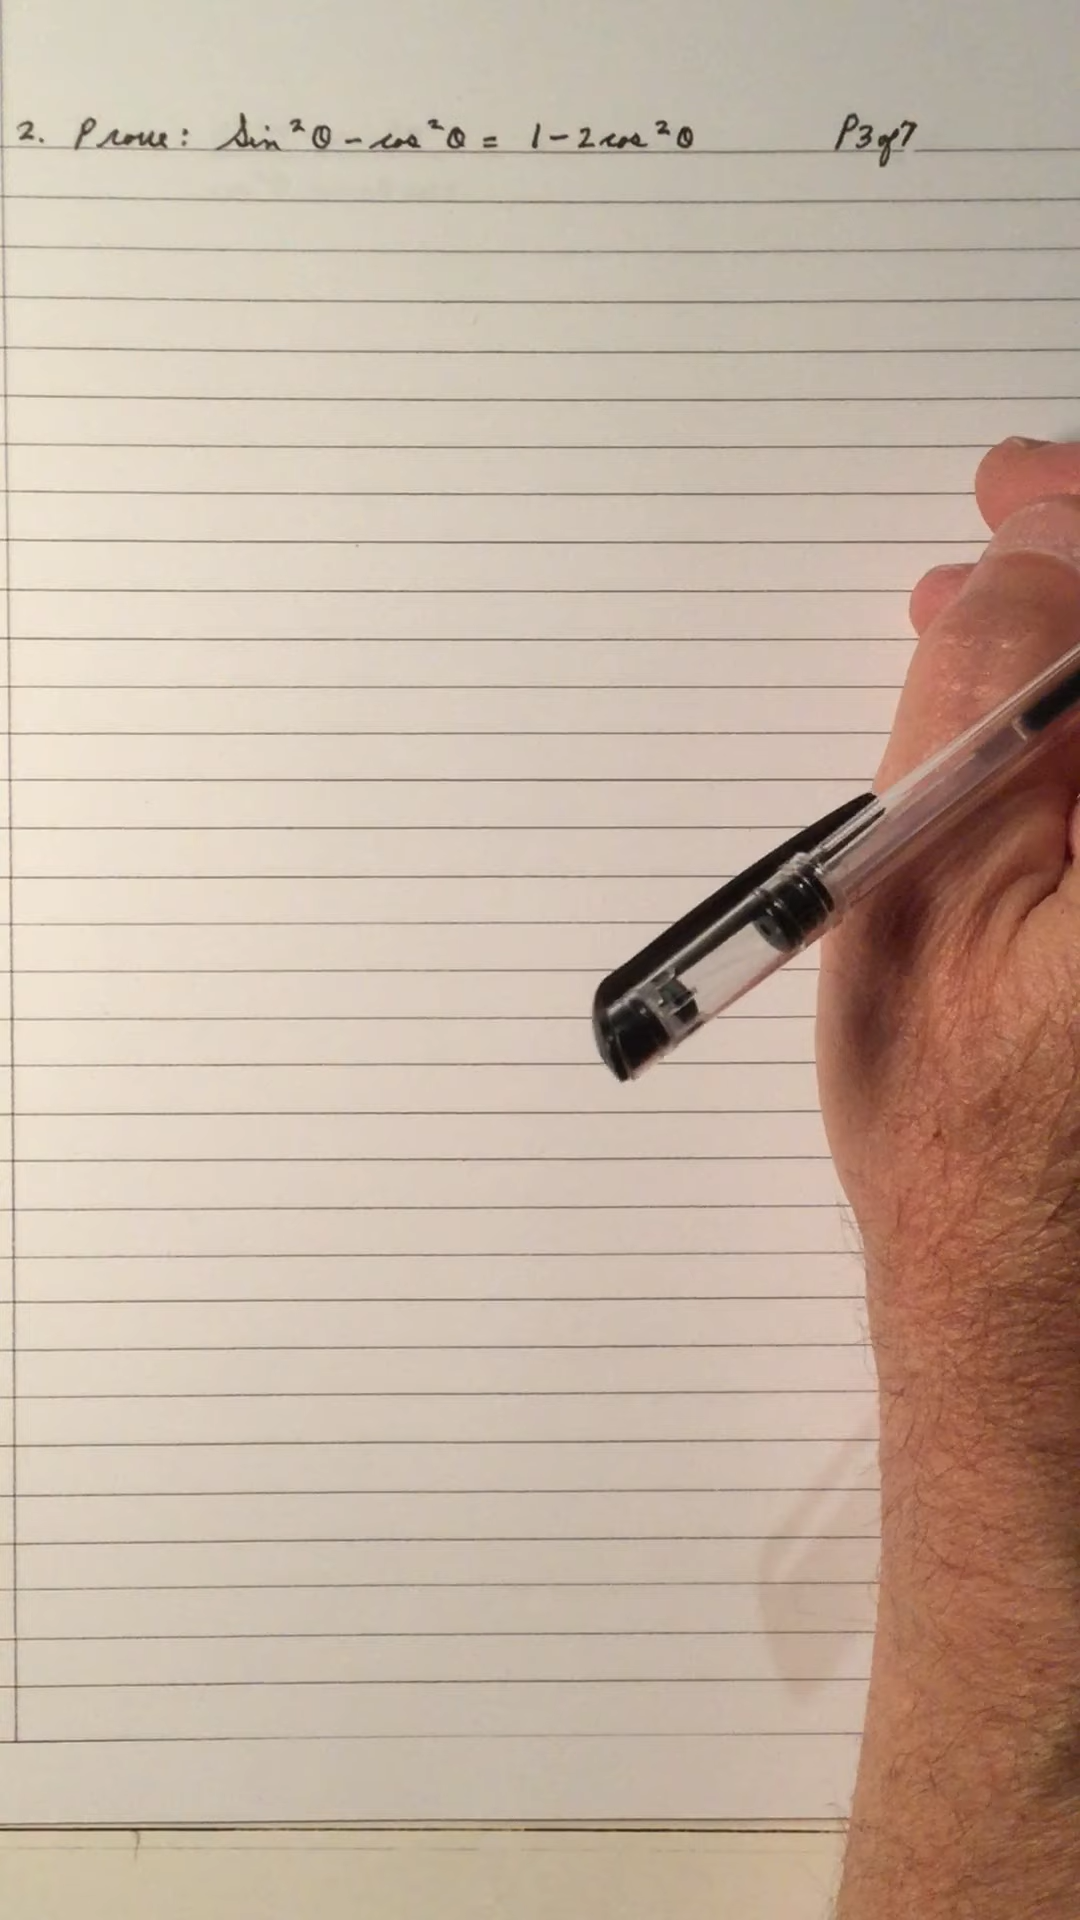 2. Prove: Sin²θ - cos²θ = 1 - 2cos²θ P3of7